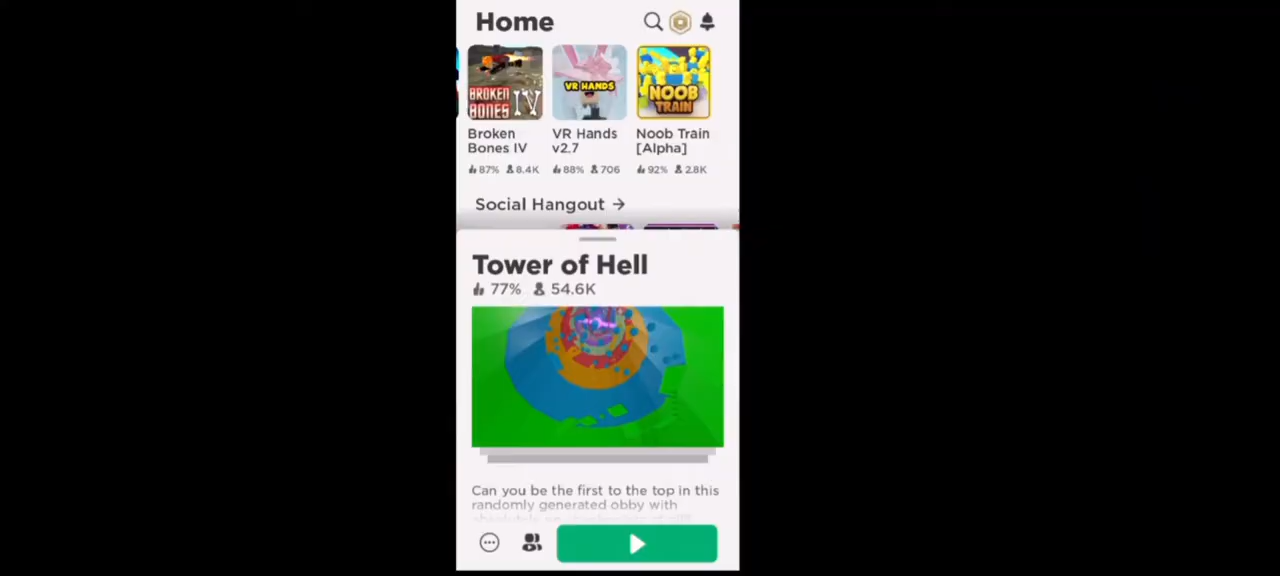 Home
BROKEN
BONES IV
VR HANDS
NOOB
TRAIN
Broken
Bones IV
87% 8.4K
VR Hands
v2.7
88% 706
Noob Train
[Alpha]
92% 2.8K
Social Hangout →
Tower of Hell
77% 54.6K
Can you be the first to the top in this
randomly generated obby with